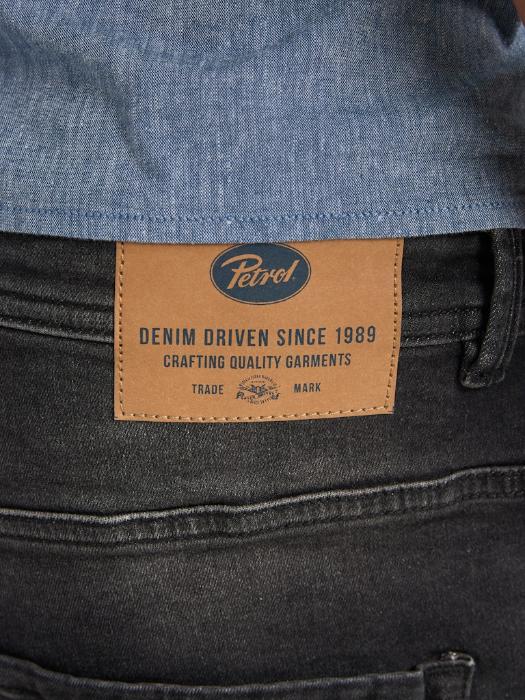 Petrol
DENIM DRIVEN SINCE 1989
CRAFTING QUALITY GARMENTS
TRADE MARK